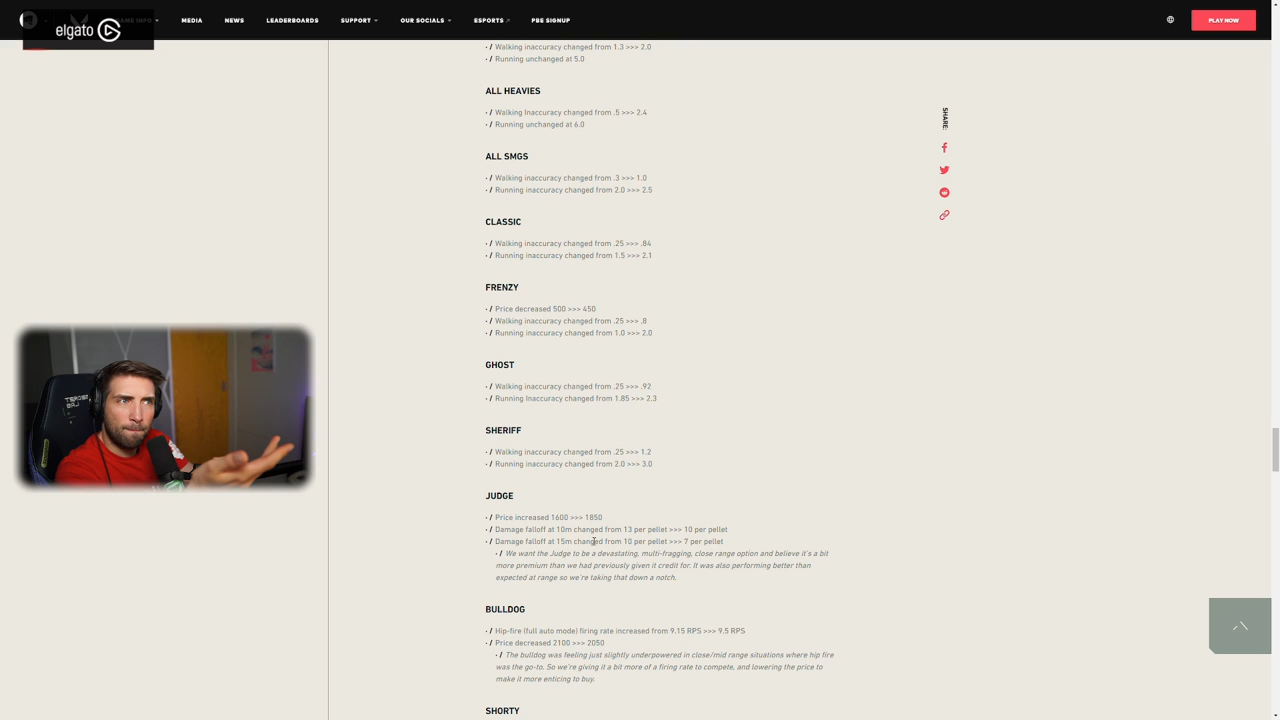 elgato
GAME INFO MEDIA NEWS LEADERBOARDS SUPPORT OUR SOCIALS ESPORTS PBE SIGNUP PLAY NOW
• / Walking inaccuracy changed from 1.3 >>> 2.0
• / Running unchanged at 5.0
ALL HEAVIES
• / Walking Inaccuracy changed from .5 >>> 2.4
• / Running unchanged at 6.0
ALL SMGS
• / Walking inaccuracy changed from .3 >>> 1.0
• / Running inaccuracy changed from 2.0 >>> 2.5
CLASSIC
• / Walking inaccuracy changed from .25 >>> .84
• / Running inaccuracy changed from 1.5 >>> 2.1
FRENZY
• / Price decreased 500 >>> 450
• / Walking inaccuracy changed from .25 >>> .8
• / Running inaccuracy changed from 1.0 >>> 2.0
GHOST
• / Walking inaccuracy changed from .25 >>> .92
• / Running Inaccuracy changed from 1.85 >>> 2.3
SHERIFF
• / Walking inaccuracy changed from .25 >>> 1.2
• / Running inaccuracy changed from 2.0 >>> 3.0
JUDGE
• / Price increased 1600 >>> 1850
• / Damage falloff at 10m changed from 13 per pellet >>> 10 per pellet
• / Damage falloff at 15m changed from 10 per pellet >>> 7 per pellet
• / We want the Judge to be a devastating, multi-fragging, close range option and believe it's a bit
more premium than we had previously given it credit for. It was also performing better than
expected at range so we're taking that down a notch.
BULLDOG
• / Hip-fire (full auto mode) firing rate increased from 9.15 RPS >>> 9.5 RPS
• / Price decreased 2100 >>> 2050
• / The bulldog was feeling just slightly underpowered in close/mid range situations where hip fire
was the go-to. So we're giving it a bit more of a firing rate to compete, and lowering the price to
make it more enticing to buy.
SHORTY
SHARE: